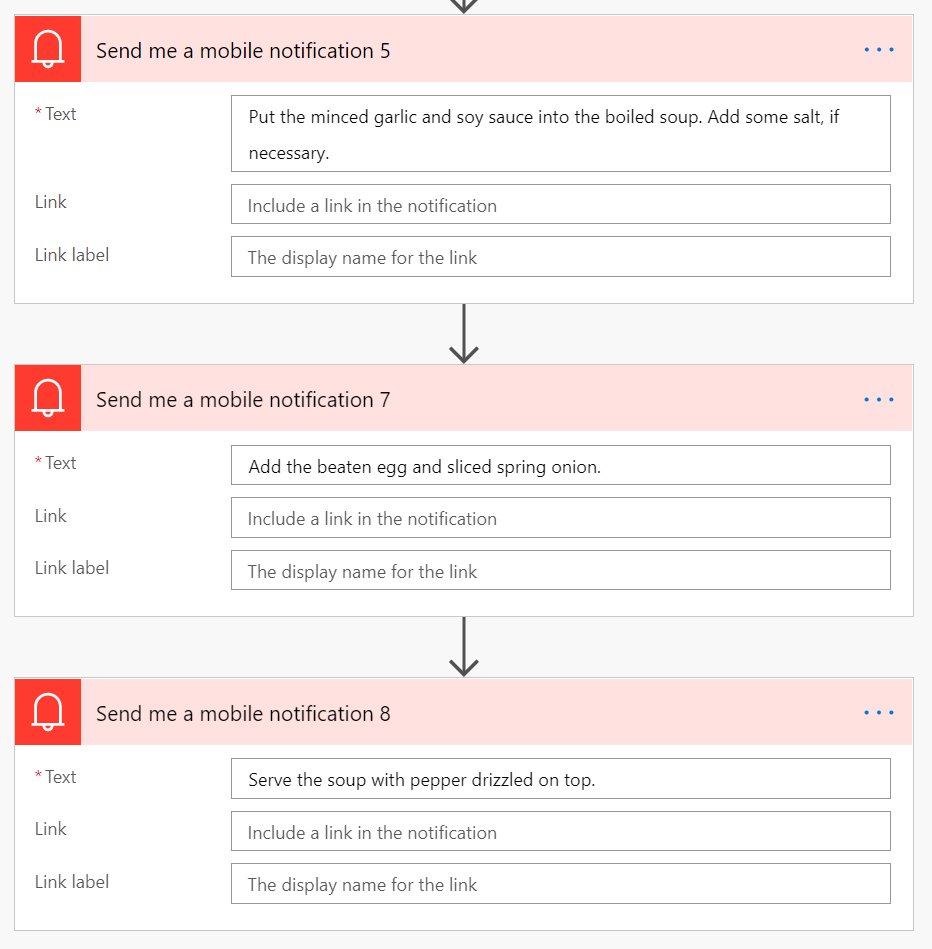 Send me a mobile notification 5
* Text
Put the minced garlic and soy sauce into the boiled soup. Add some salt, if
necessary.
Link
Include a link in the notification
Link label
The display name for the link
Send me a mobile notification 7
* Text
Add the beaten egg and sliced spring onion.
Link
Include a link in the notification
Link label
The display name for the link
Send me a mobile notification 8
* Text
Serve the soup with pepper drizzled on top.
Link
Include a link in the notification
Link label
The display name for the link